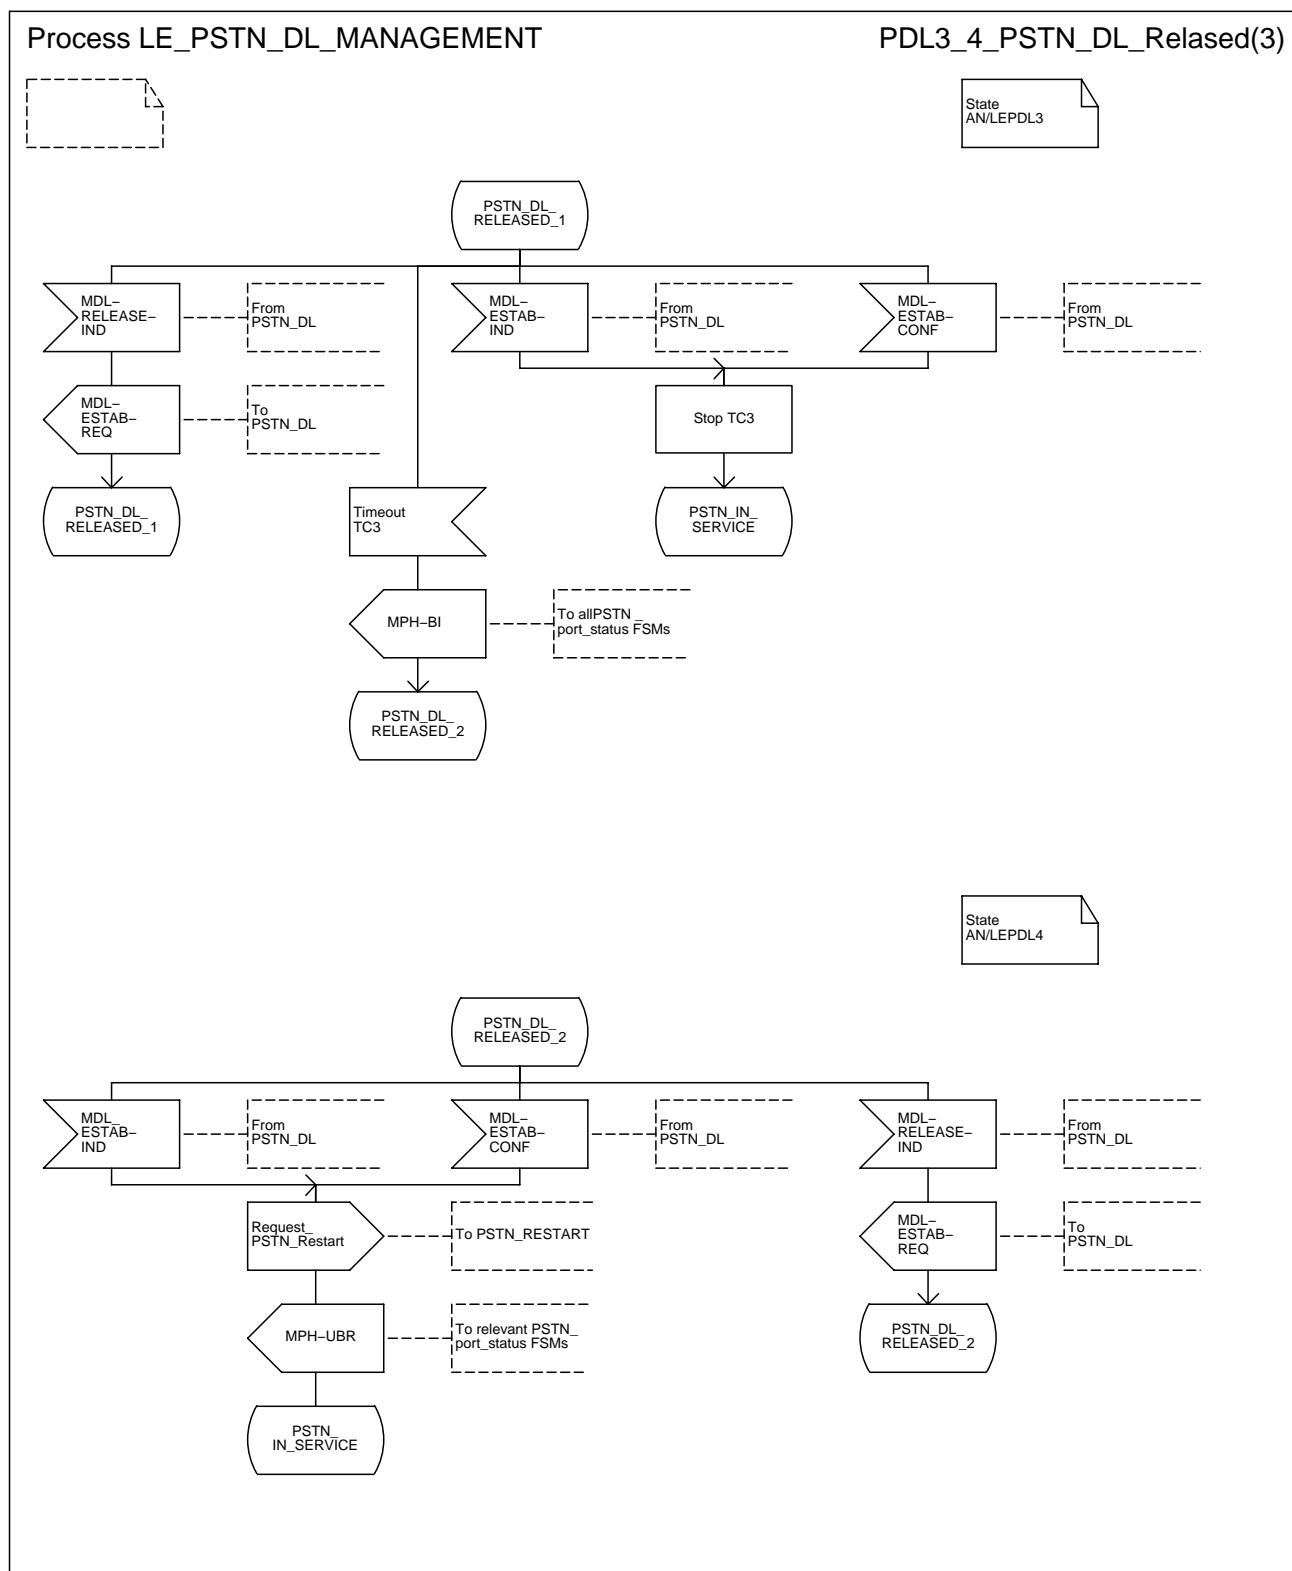 Process LE_PSTN_DL_MANAGEMENT
PDL3_4_PSTN_DL_Relased(3)
State
AN/LEPDL3
PSTN_DL_
RELEASED_1
MDL–
RELEASE–
IND
From
PSTN_DL
MDL–
ESTAB–
IND
From
PSTN_DL
MDL–
ESTAB–
CONF
From
PSTN_DL
MDL–
ESTAB–
REQ
To
PSTN_DL
Stop TC3
PSTN_DL_
RELEASED_1
Timeout
TC3
PSTN_IN_
SERVICE
MPH–BI
To allPSTN _
port_status FSMs
PSTN_DL_
RELEASED_2
State
AN/LEPDL4
PSTN_DL_
RELEASED_2
MDL_
ESTAB–
IND
From
PSTN_DL
MDL–
ESTAB–
CONF
From
PSTN_DL
MDL–
RELEASE–
IND
From
PSTN_DL
Request_
PSTN_Restart
To PSTN_RESTART
MDL–
ESTAB–
REQ
To
PSTN_DL
MPH–UBR
To relevant PSTN_
port_status FSMs
PSTN_DL_
RELEASED_2
PSTN_
IN_SERVICE